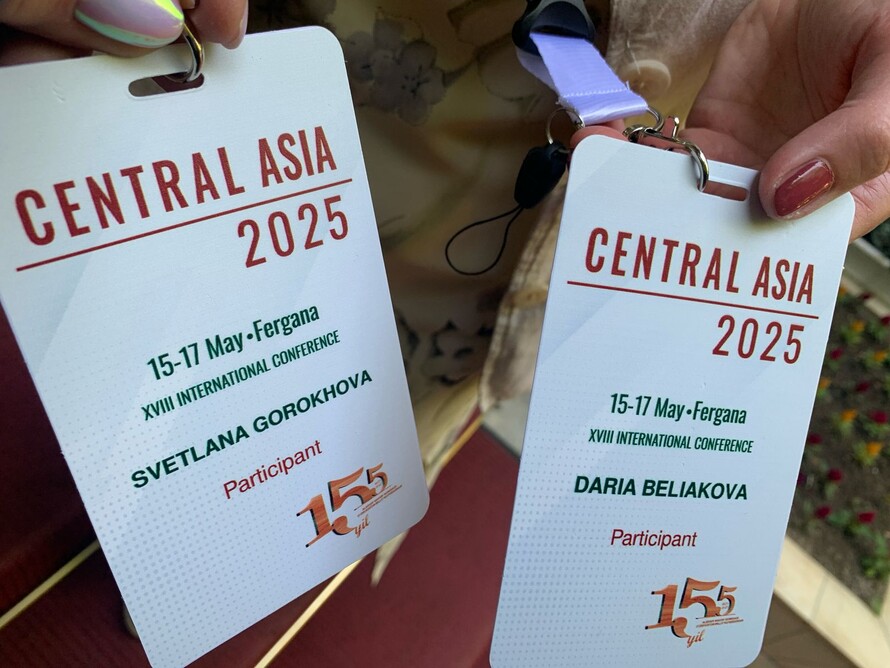 CENTRAL ASIA
2025
15-17 May•Fergana
XVIII INTERNATIONAL CONFERENCE
SVETLANA GOROKHOVA
Participant
155
yil
CENTRAL ASIA
2025
15-17 May•Fergana
XVIII INTERNATIONAL CONFERENCE
DARIA BELIAKOVA
Participant
155
yil